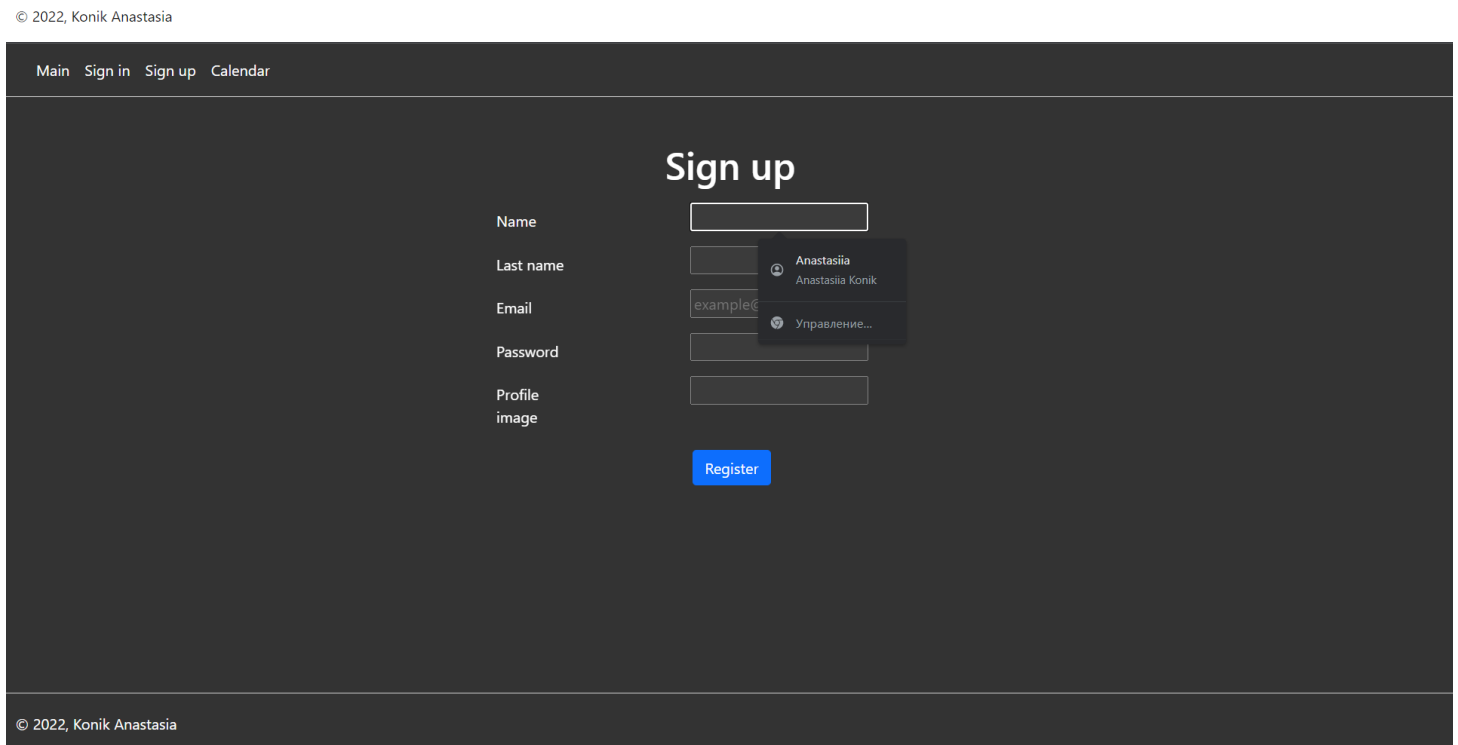 © 2022, Konik Anastasia
Main Sign in Sign up Calendar
Sign up
Name
Anastasiia
Anastasiia Konik
Last name
Email
example@
Управление...
Password
Profile
image
Register
© 2022, Konik Anastasia